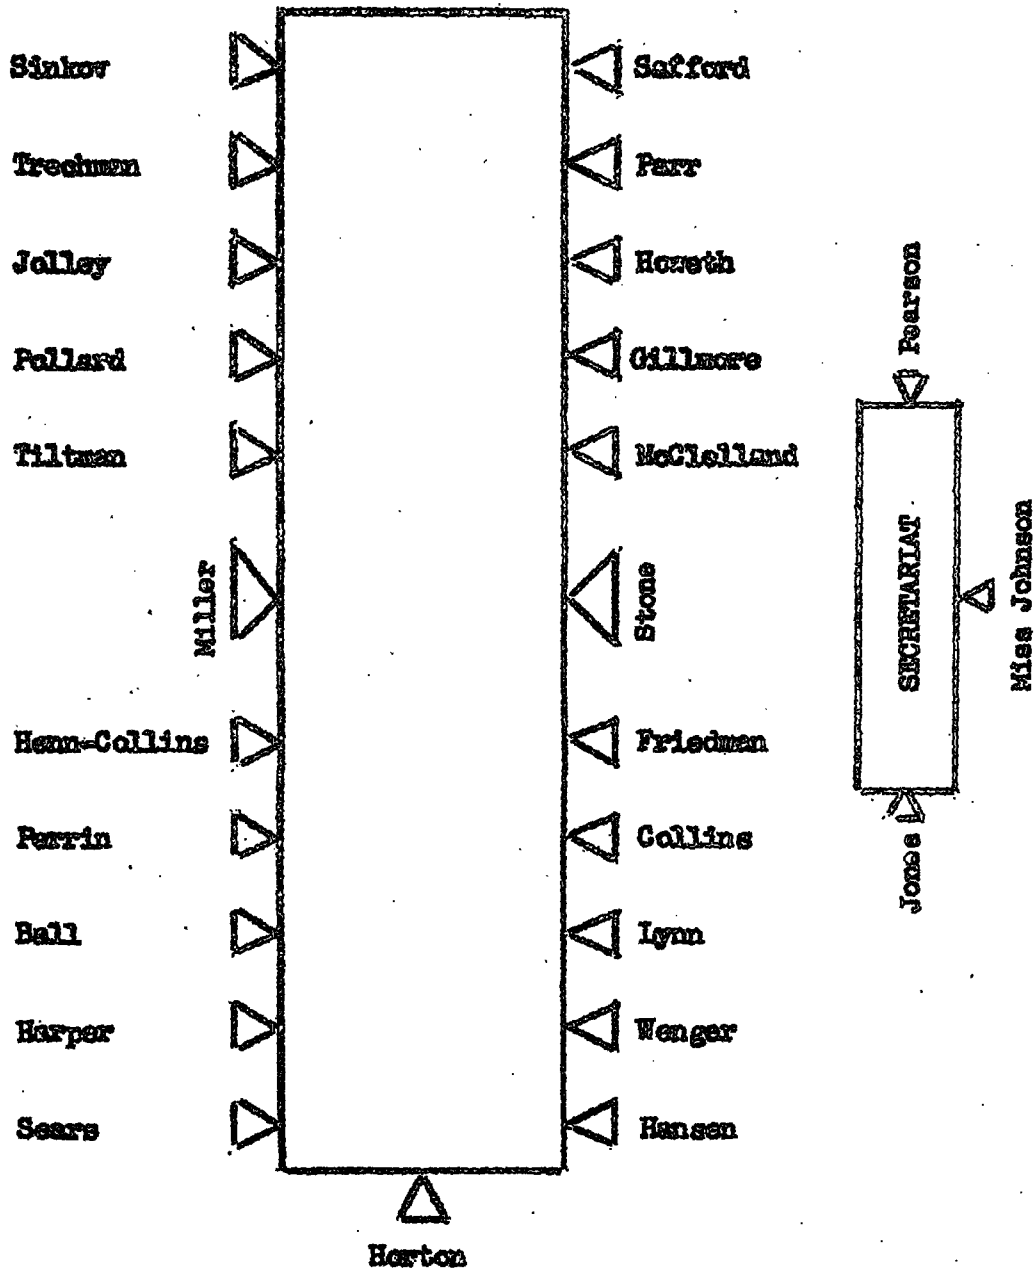 Sinkov
Safford
Trechman
Parr
Jolley
Howeth
Pollard
Gillmore
Tiltman
McClelland
Miller
Stone
Henn-Collins
Friedman
Perrin
Collins
Ball
Lynn
Harper
Wenger
Sears
Hansen
Horton
Pearson
SECRETARIAT
Miss Johnson
Jones